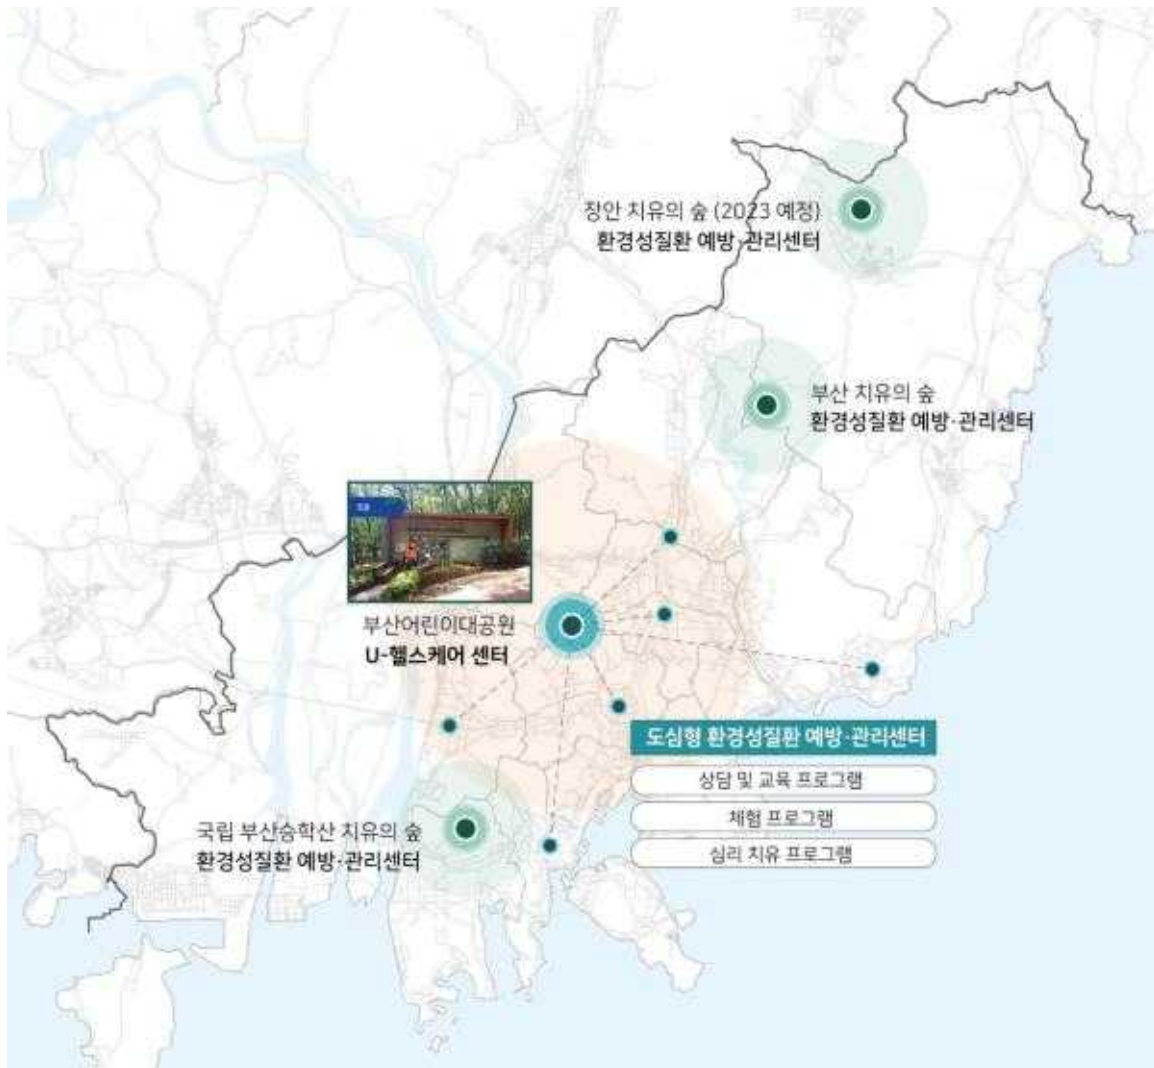 장안 치유의 숲 (2023 예정)
환경성질환 예방·관리센터
부산 치유의 숲
환경성질환 예방·관리센터
부산어린이대공원
U-헬스케어 센터
도심형 환경성질환 예방·관리센터
상담 및 교육 프로그램
체험 프로그램
심리 치유 프로그램
국립 부산승학산 치유의 숲
환경성질환 예방·관리센터